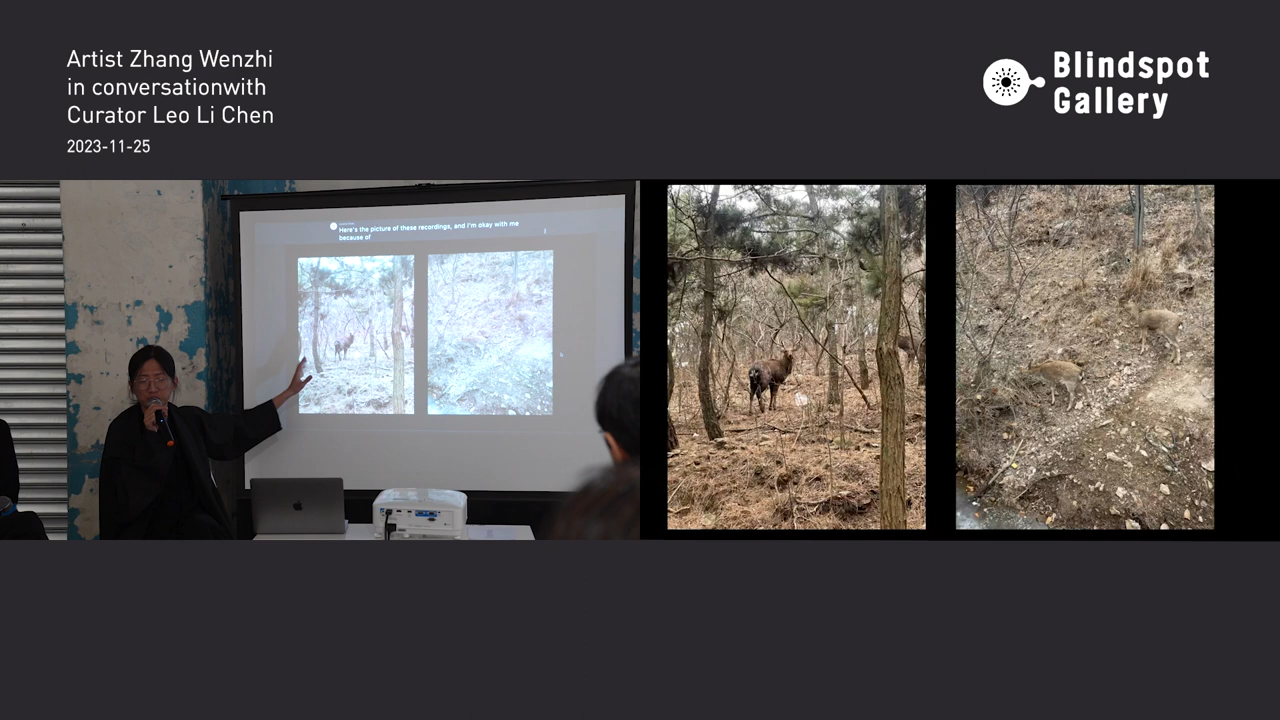 Artist Zhang Wenzhi
in conversationwith
Curator Leo Li Chen
2023-11-25
Blindspot
Gallery
Here's the picture of these recordings, and I'm okay with me
because of